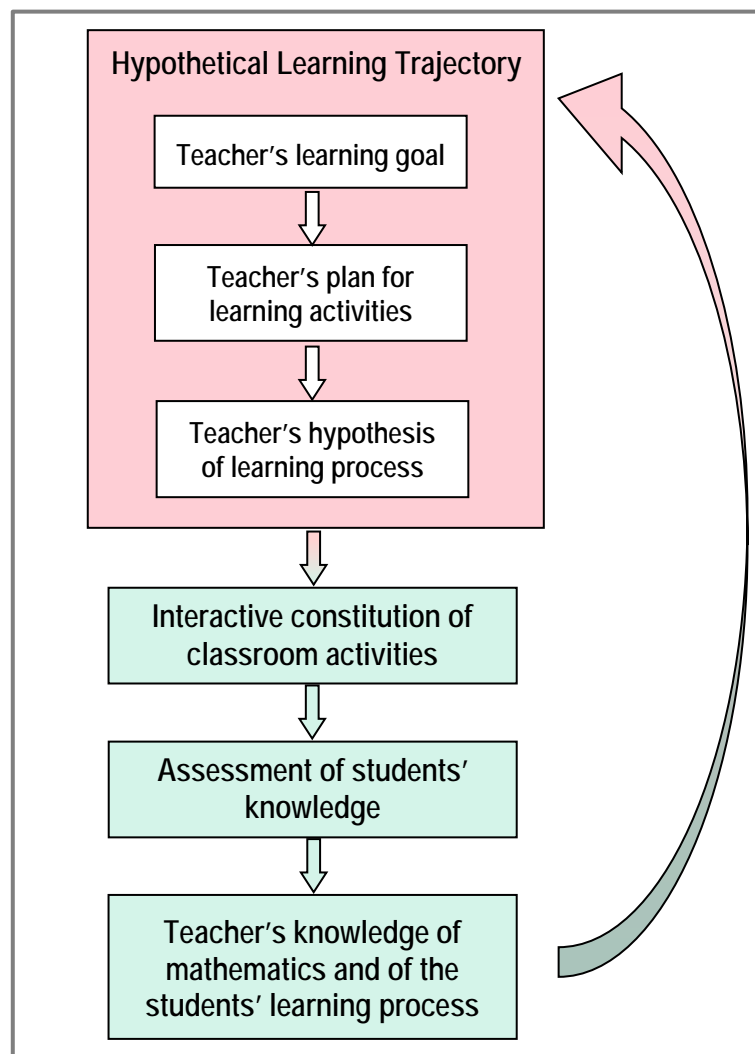 Hypothetical Learning Trajectory
Teacher’s learning goal
Teacher’s plan for
learning activities
Teacher’s hypothesis
of learning process
Interactive constitution of
classroom activities
Assessment of students’
knowledge
Teacher’s knowledge of
mathematics and of the
students’ learning process